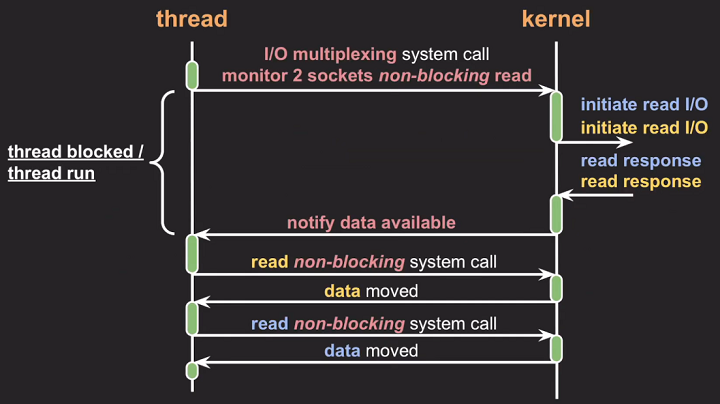 thread
kernel
I/O multiplexing system call
monitor 2 sockets non-blocking read
initiate read I/O
initiate read I/O
thread blocked /
thread run
read response
read response
notify data available
read non-blocking system call
data moved
read non-blocking system call
data moved